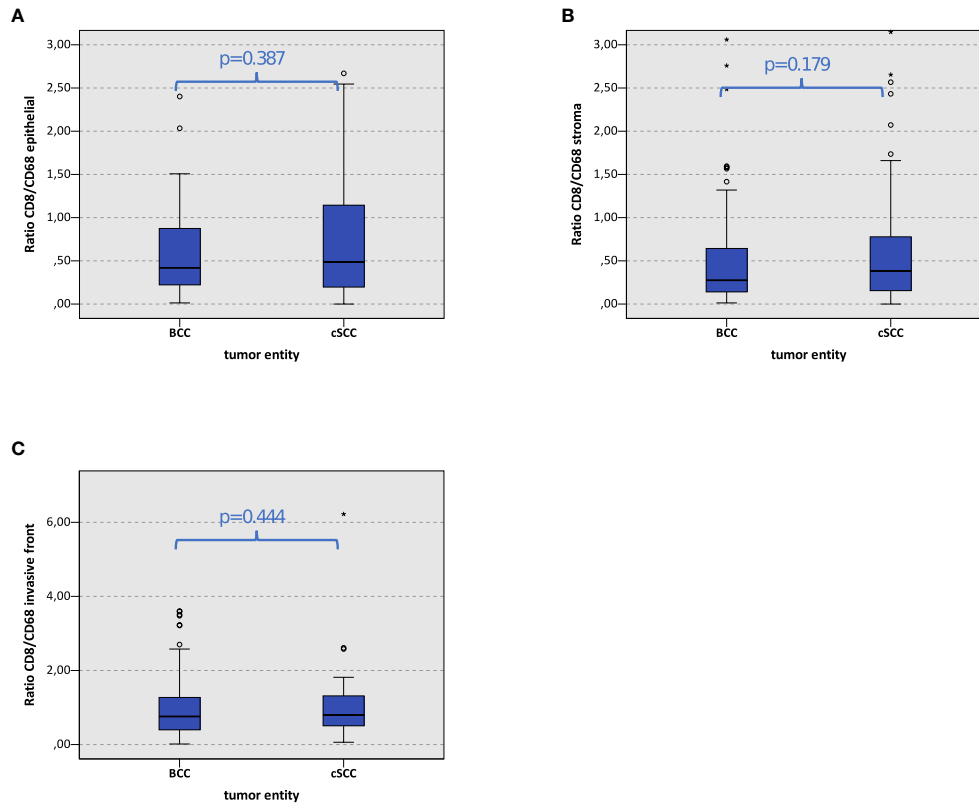 A
Ratio CD8/CD68 epithelial
3,00
2,50
2,00
1,50
1,00
,50
,00
p=0.387
BCC
cSCC
tumor entity
B
Ratio CD8/CD68 stroma
3,00
2,50
2,00
1,50
1,00
,50
,00
p=0.179
BCC
cSCC
tumor entity
C
Ratio CD8/CD68 invasive front
6,00
4,00
2,00
,00
p=0.444
BCC
cSCC
tumor entity